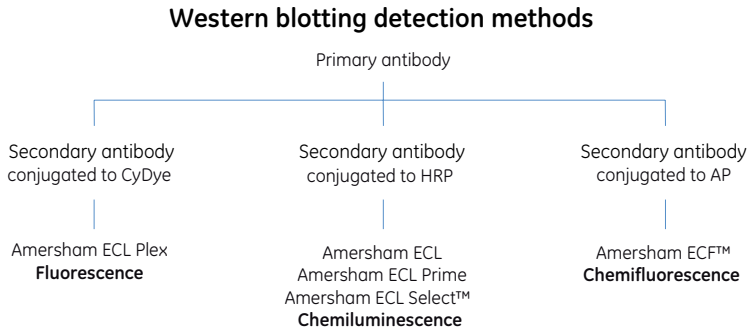 Western blotting detection methods
Primary antibody
Secondary antibody
conjugated to CyDye
Secondary antibody
conjugated to HRP
Secondary antibody
conjugated to AP
Amersham ECL Plex
Fluorescence
Amersham ECL
Amersham ECL Prime
Amersham ECL Select™
Chemiluminescence
Amersham ECF™
Chemifluorescence